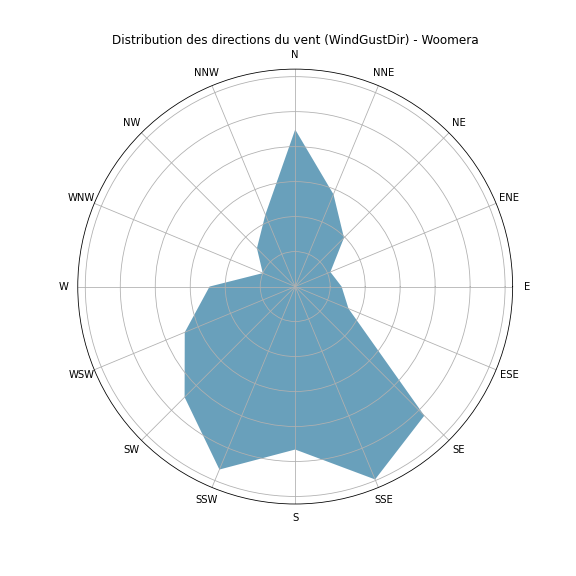 Distribution des directions du vent (WindGustDir) - Woomera
N
NNW
NNE
NW
NE
WNW
ENE
W
E
WSW
ESE
SW
SE
SSW
SSE
S